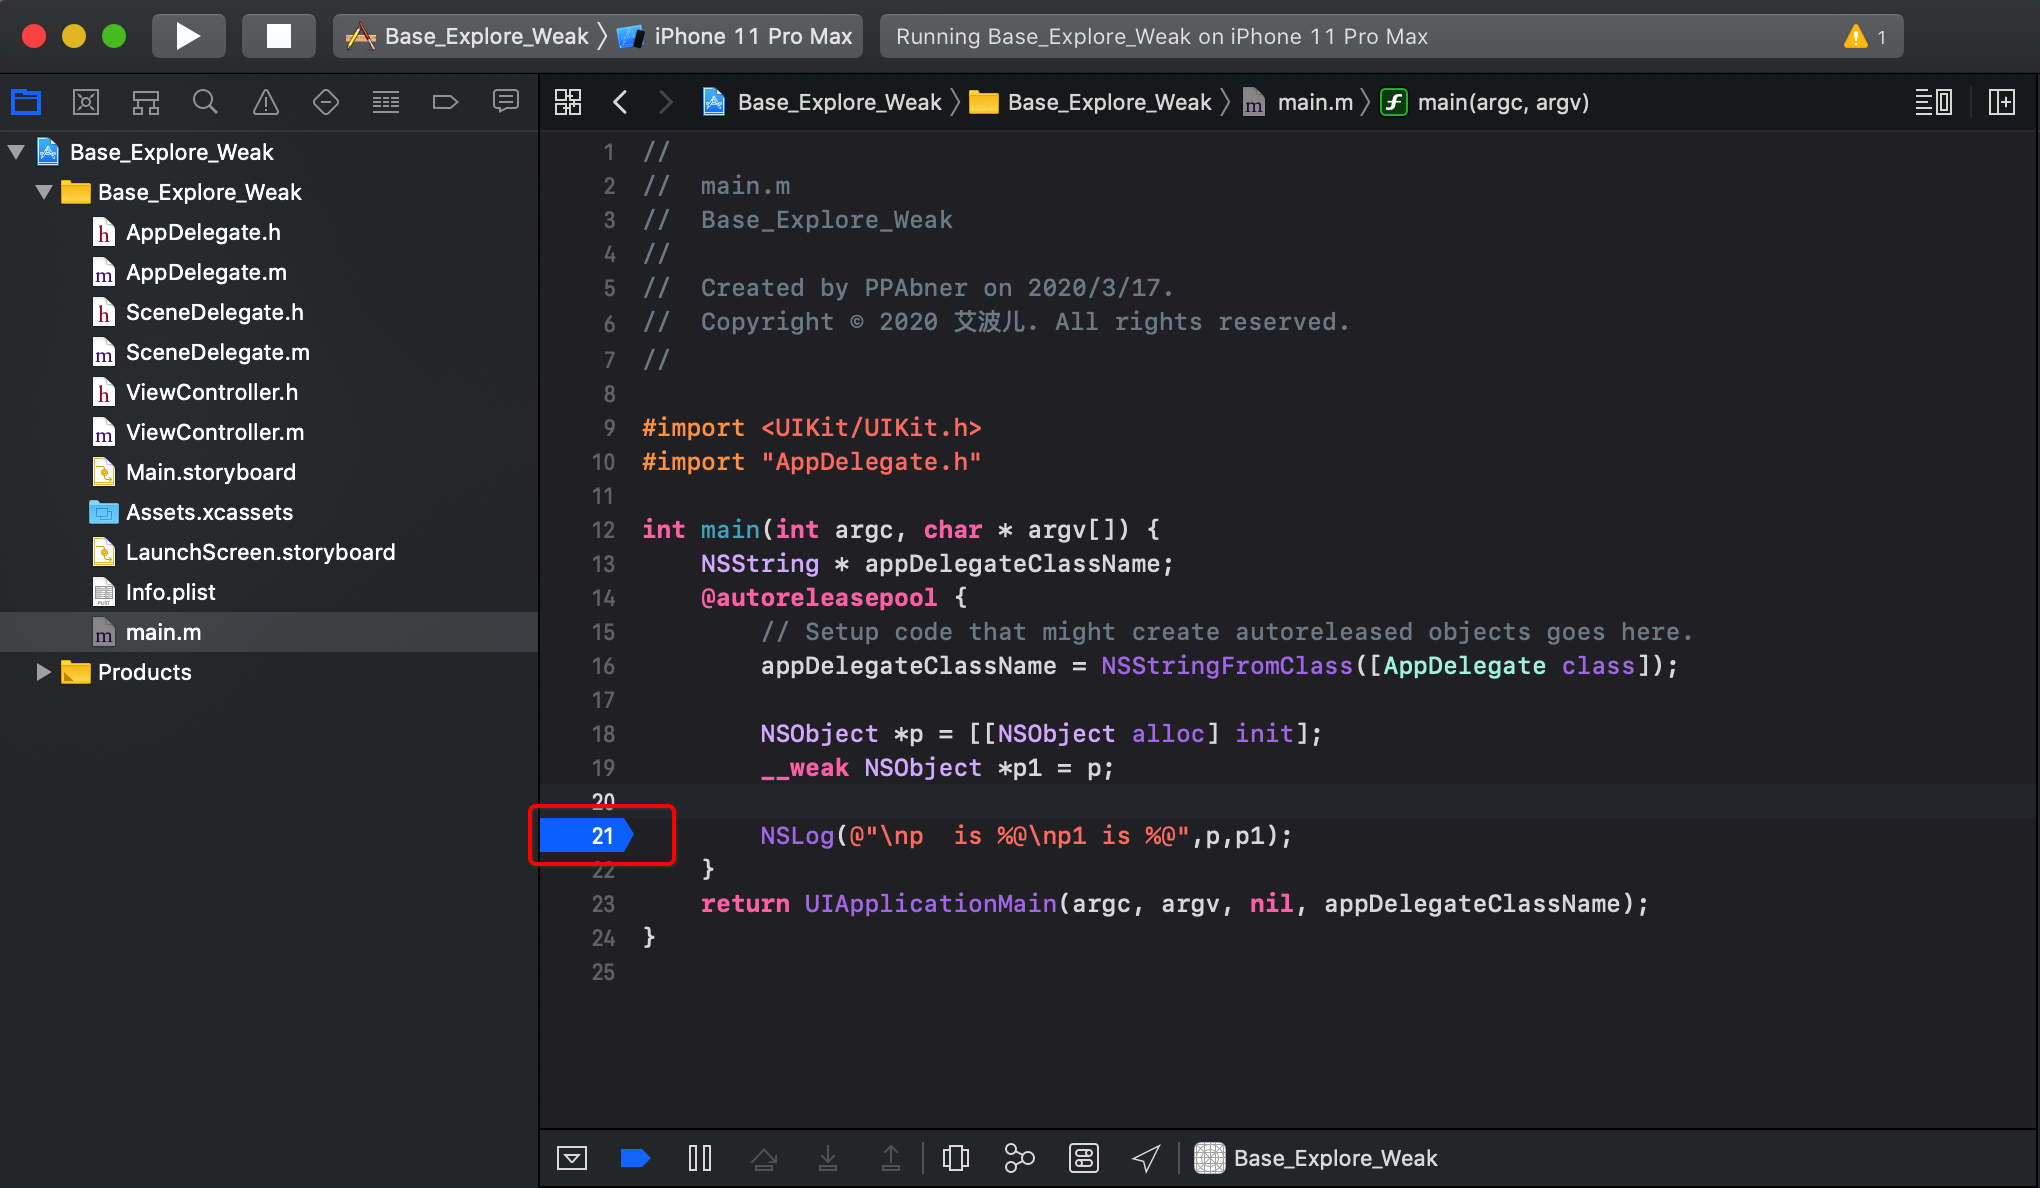 Base_Explore_Weak 〉 iPhone 11 Pro Max
Running Base_Explore_Weak on iPhone 11 Pro Max
1
Base_Explore_Weak 〉 Base_Explore_Weak 〉 m main.m 〉 f main(argc, argv)
Base_Explore_Weak
Base_Explore_Weak
h AppDelegate.h
m AppDelegate.m
h SceneDelegate.h
m SceneDelegate.m
h ViewController.h
m ViewController.m
Main.storyboard
Assets.xcassets
LaunchScreen.storyboard
Info.plist
m main.m
Products
1 //
2 //  main.m
3 //  Base_Explore_Weak
4 //
5 //  Created by PPAbner on 2020/3/17.
6 //  Copyright © 2020 艾波儿. All rights reserved.
7 //
8
9 #import <UIKit/UIKit.h>
10 #import "AppDelegate.h"
11
12 int main(int argc, char * argv[]) {
13     NSString * appDelegateClassName;
14     @autoreleasepool {
15         // Setup code that might create autoreleased objects goes here.
16         appDelegateClassName = NSStringFromClass([AppDelegate class]);
17
18         NSObject *p = [[NSObject alloc] init];
19         __weak NSObject *p1 = p;
20
21         NSLog(@"\np  is %@\np1 is %@",p,p1);
22     }
23     return UIApplicationMain(argc, argv, nil, appDelegateClassName);
24 }
25
Base_Explore_Weak